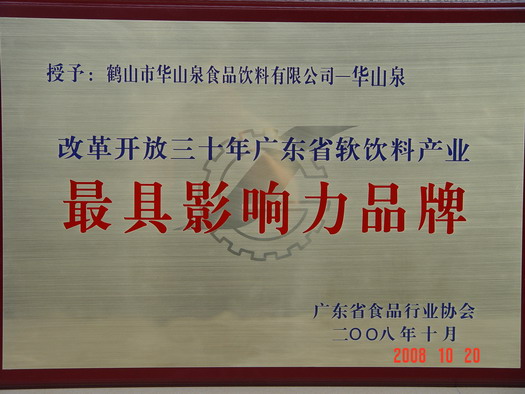 授予：鹤山市华山泉食品饮料有限公司—华山泉
改革开放三十年广东省软饮料产业
最具影响力品牌
广东省食品行业协会
二〇〇八年十月
2008 10 20